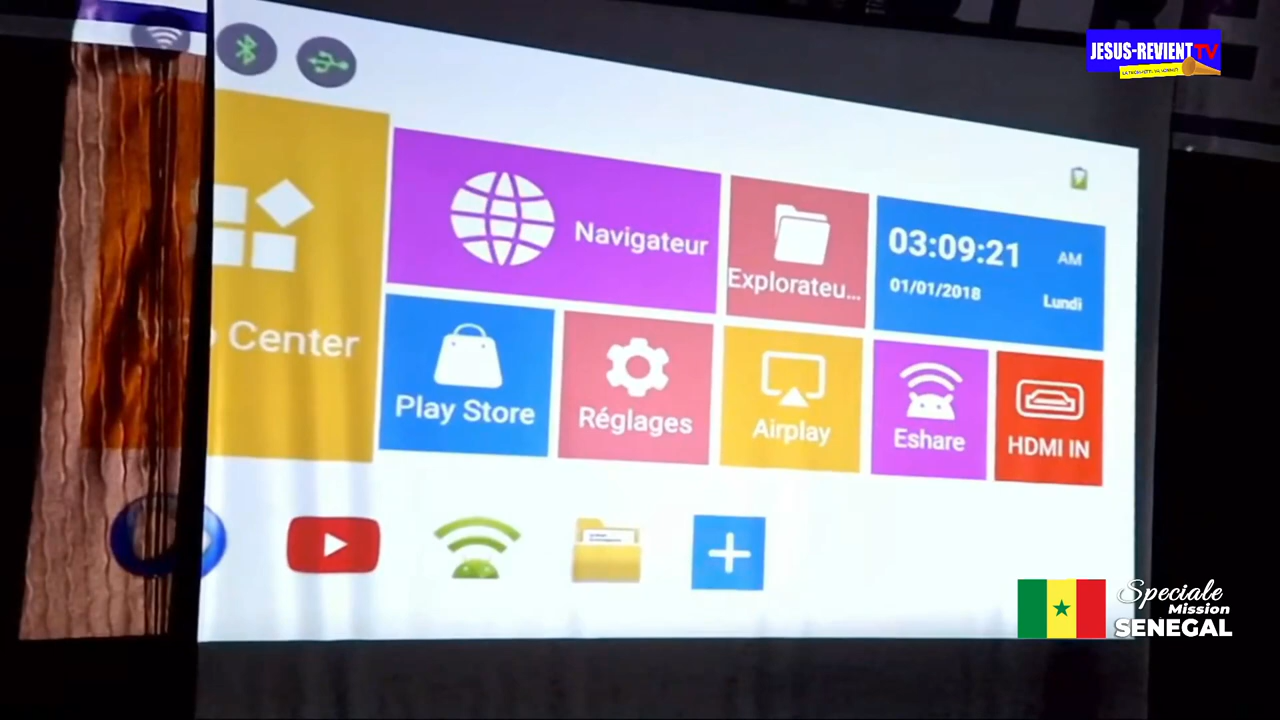 JESUS-REVIENT TV
Navigateur
Explorateu...
03:09:21 AM
01/01/2018 Lundi
Center
Play Store
Réglages
Airplay
Eshare
HDMI IN
Speciale
Mission
SENEGAL